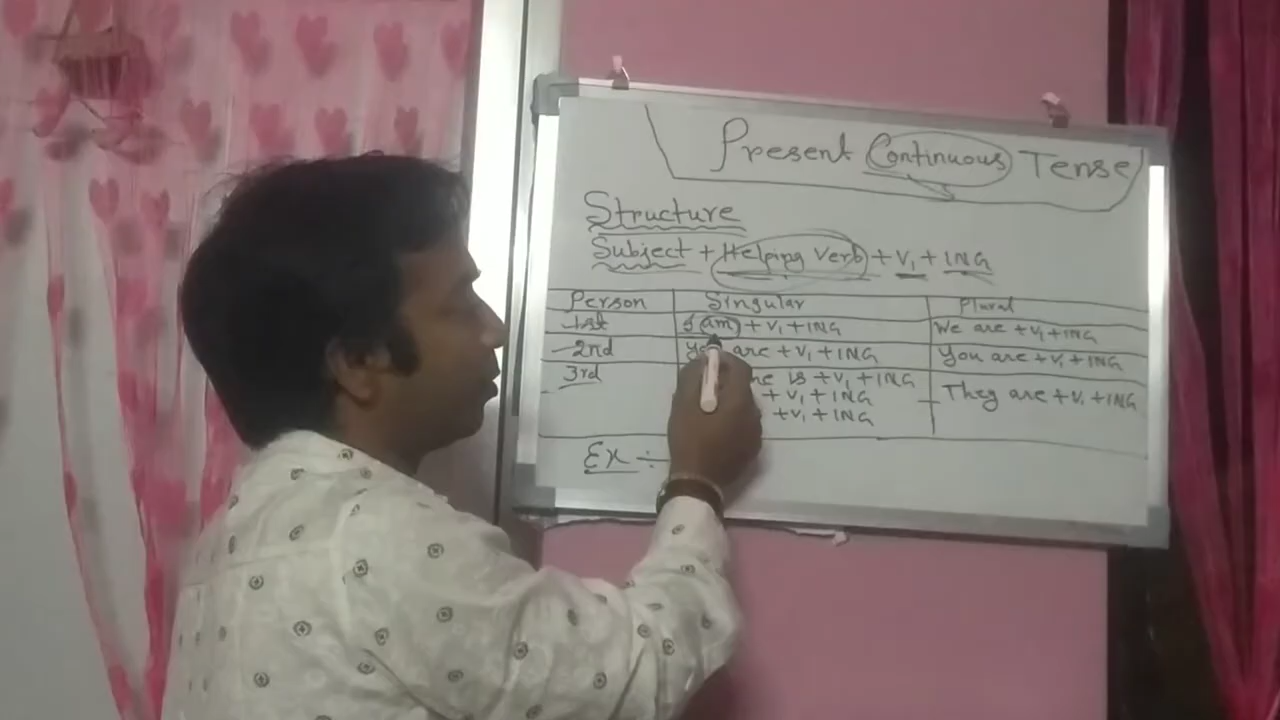 Present Continuous Tense
Structure
Subject + Helping Verb + V1 + ING
Person Singular Plural
1st I am + V1 + ING We are + V1 + ING
2nd You are + V1 + ING You are + V1 + ING
3rd he is + V1 + ING They are + V1 + ING
+ V1 + ING
+ V1 + ING
Ex ÷